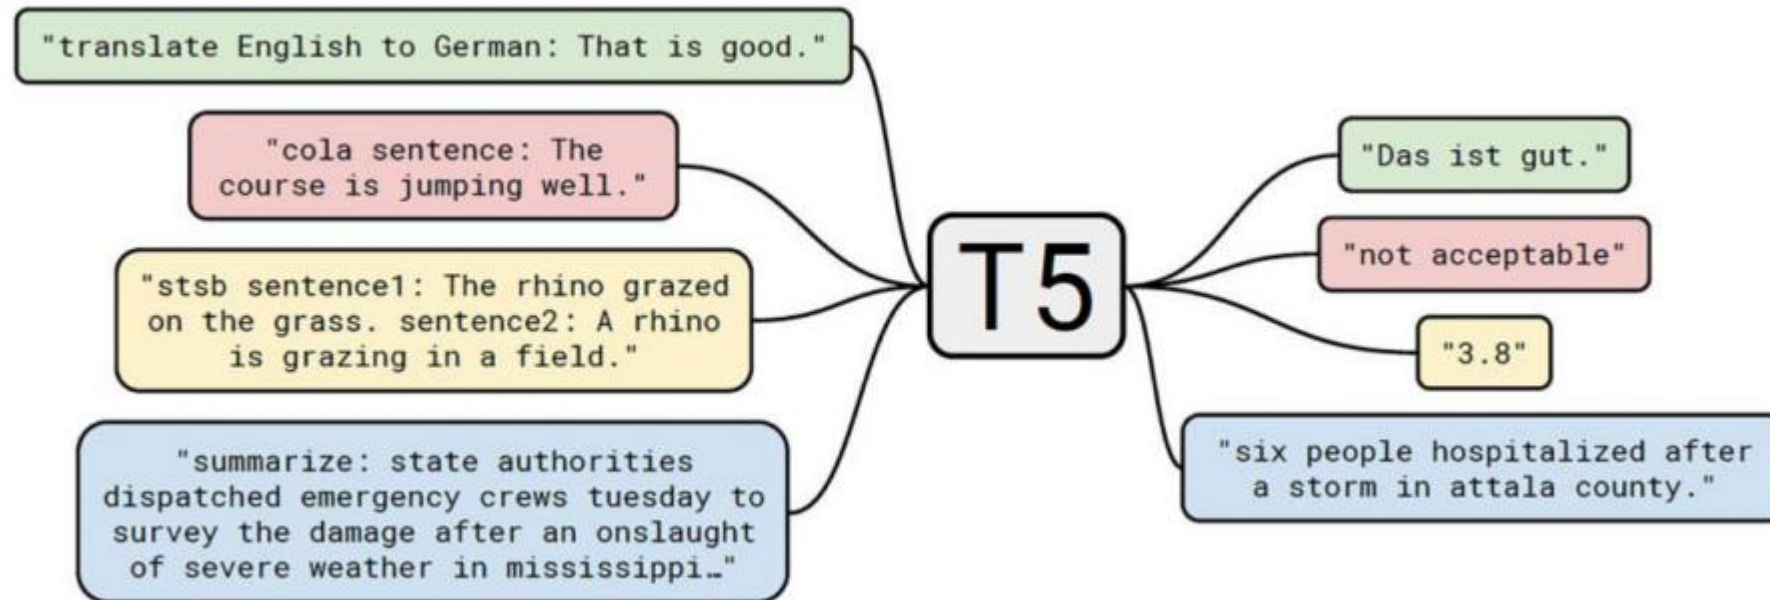 "translate English to German: That is good."
"cola sentence: The
course is jumping well."
"stsb sentence1: The rhino grazed
on the grass. sentence2: A rhino
is grazing in a field."
"summarize: state authorities
dispatched emergency crews tuesday to
survey the damage after an onslaught
of severe weather in mississippi…"
T5
"Das ist gut."
"not acceptable"
"3.8"
"six people hospitalized after
a storm in attala county."